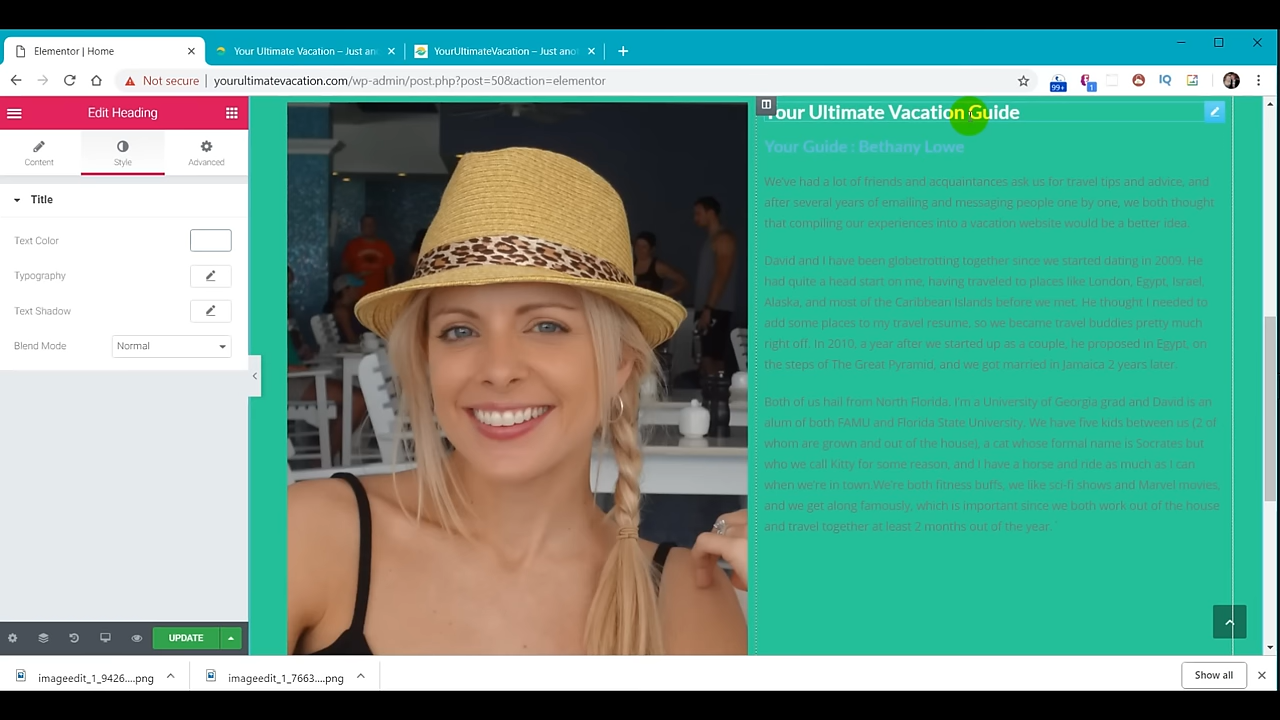 Elementor | Home
Your Ultimate Vacation – Just an
YourUltimateVacation – Just ano
Not secure
yourultimatevacation.com/wp-admin/post.php?post=50&action=elementor
99+
1
IQ
Edit Heading
Content
Style
Advanced
Title
Text Color
Typography
Text Shadow
Blend Mode
Normal
UPDATE
Your Ultimate Vacation Guide
Your Guide : Bethany Lowe
We've had a lot of friends and acquaintances ask us for travel tips and advice, and
after several years of emailing and messaging people one by one, we both thought
that compiling our experiences into a vacation website would be a better idea.
David and I have been globetrotting together since we started dating in 2009. He
had quite a head start on me, having traveled to places like London, Egypt, Israel,
Alaska, and most of the Caribbean Islands before we met. He thought I needed to
add some places to my travel resume, so we became travel buddies pretty much
right off. In 2010, a year after we started up as a couple, he proposed in Egypt, on
the steps of The Great Pyramid, and we got married in Jamaica 2 years later.
Both of us hail from North Florida. I'm a University of Georgia grad and David is an
alum of both FAMU and Florida State University. We have five kids between us (2 of
whom are grown and out of the house), a cat whose formal name is Socrates but
who we call Kitty for some reason, and I have a horse and ride as much as I can
when we're in town.We're both fitness buffs, we like sci-fi shows and Marvel movies,
and we get along famously, which is important since we both work out of the house
and travel together at least 2 months out of the year.
imageedit_1_9426....png
imageedit_1_7663....png
Show all